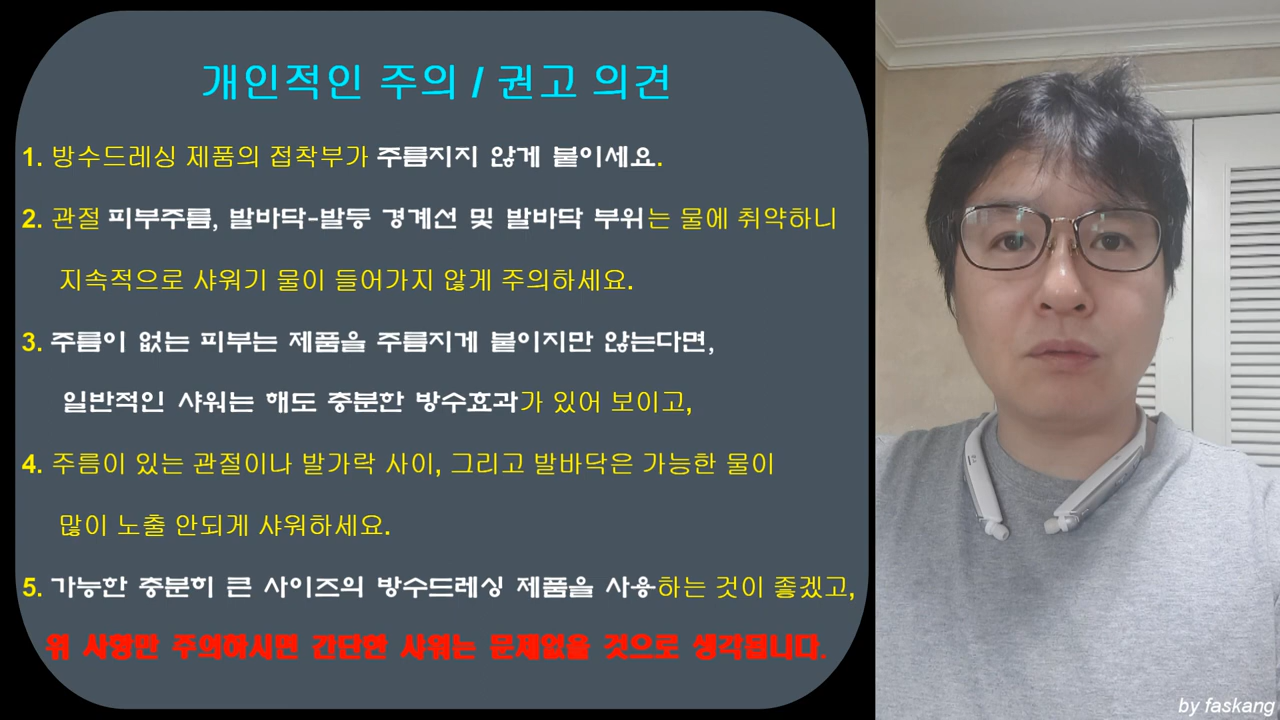 개인적인 주의 / 권고 의견
1. 방수드레싱 제품의 접착부가 주름지지 않게 붙이세요.
2. 관절 피부주름, 발바닥-발등 경계선 및 발바닥 부위는 물에 취약하니
지속적으로 샤워기 물이 들어가지 않게 주의하세요.
3. 주름이 없는 피부는 제품을 주름지게 붙이지만 않는다면,
일반적인 샤워는 해도 충분한 방수효과가 있어 보이고,
4. 주름이 있는 관절이나 발가락 사이, 그리고 발바닥은 가능한 물이
많이 노출 안되게 샤워하세요.
5. 가능한 충분히 큰 사이즈의 방수드레싱 제품을 사용하는 것이 좋겠고,
위 사항만 주의하시면 간단한 샤워는 문제없을 것으로 생각됩니다.
by faskang